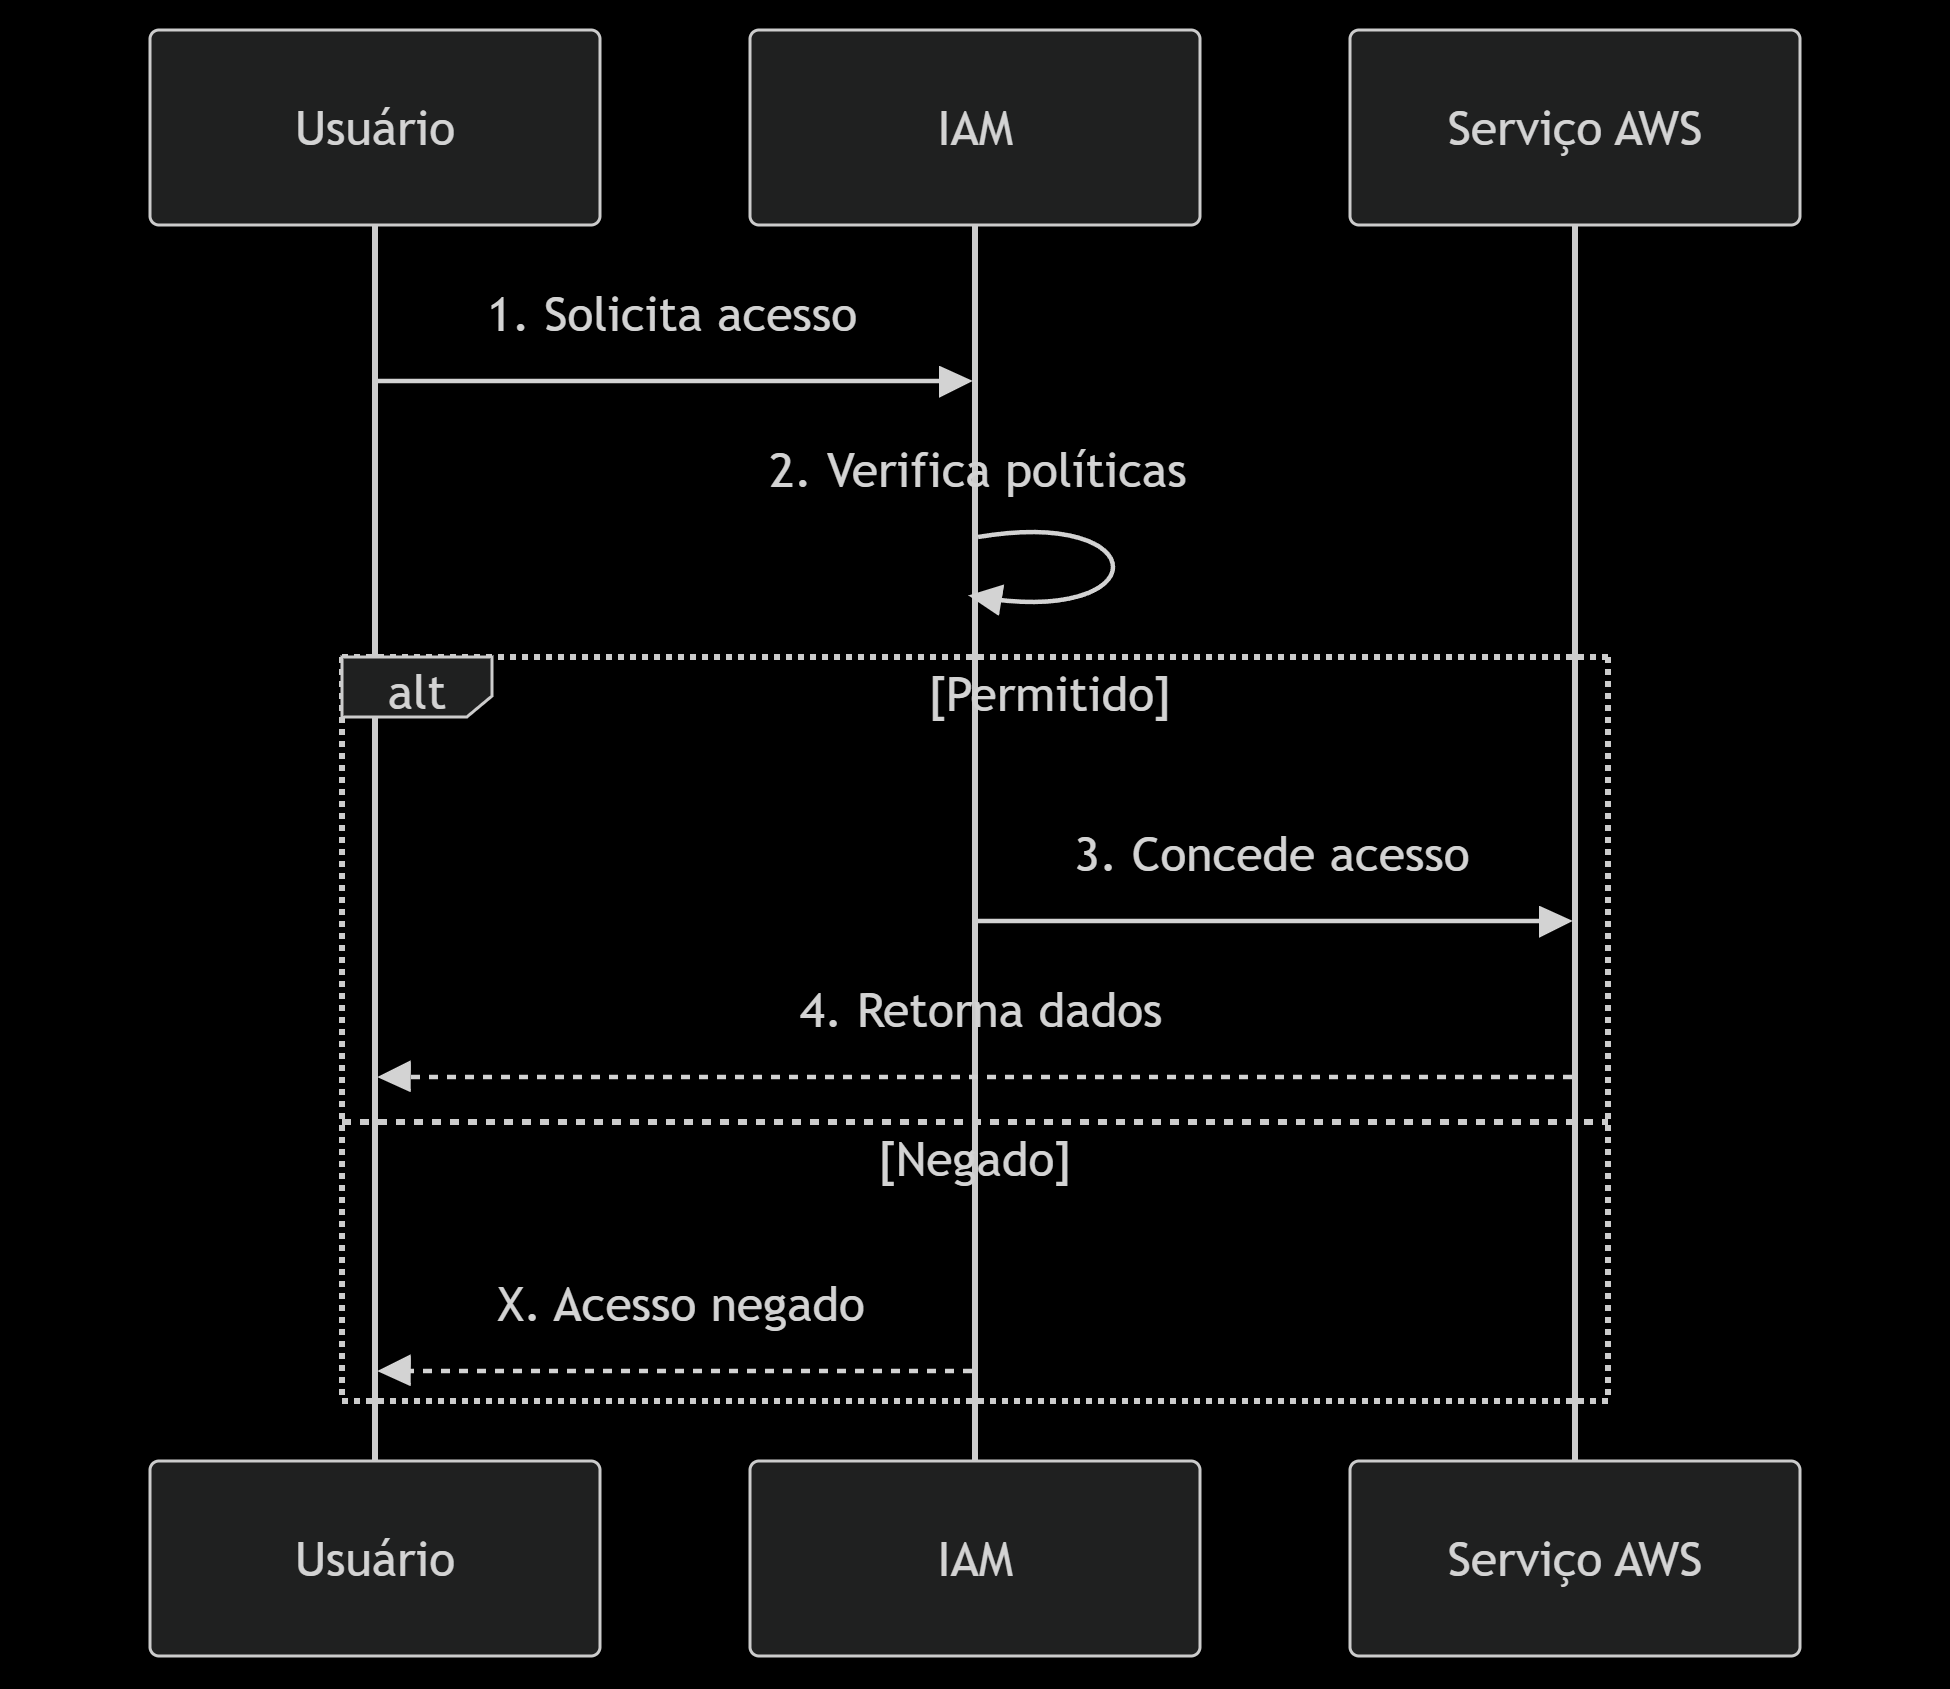 Usuário
IAM
Serviço AWS
1. Solicita acesso
2. Verifica políticas
alt
[Permitido]
3. Concede acesso
4. Retorna dados
[Negado]
X. Acesso negado
Usuário
IAM
Serviço AWS